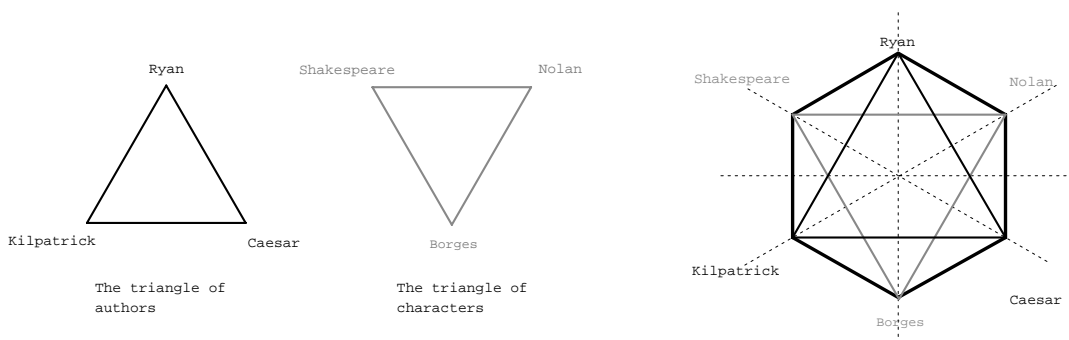 Ryan
Kilpatrick
Caesar
The triangle of
authors
Shakespeare
Nolan
Borges
The triangle of
characters
Ryan
Shakespeare
Nolan
Kilpatrick
Caesar
Borges